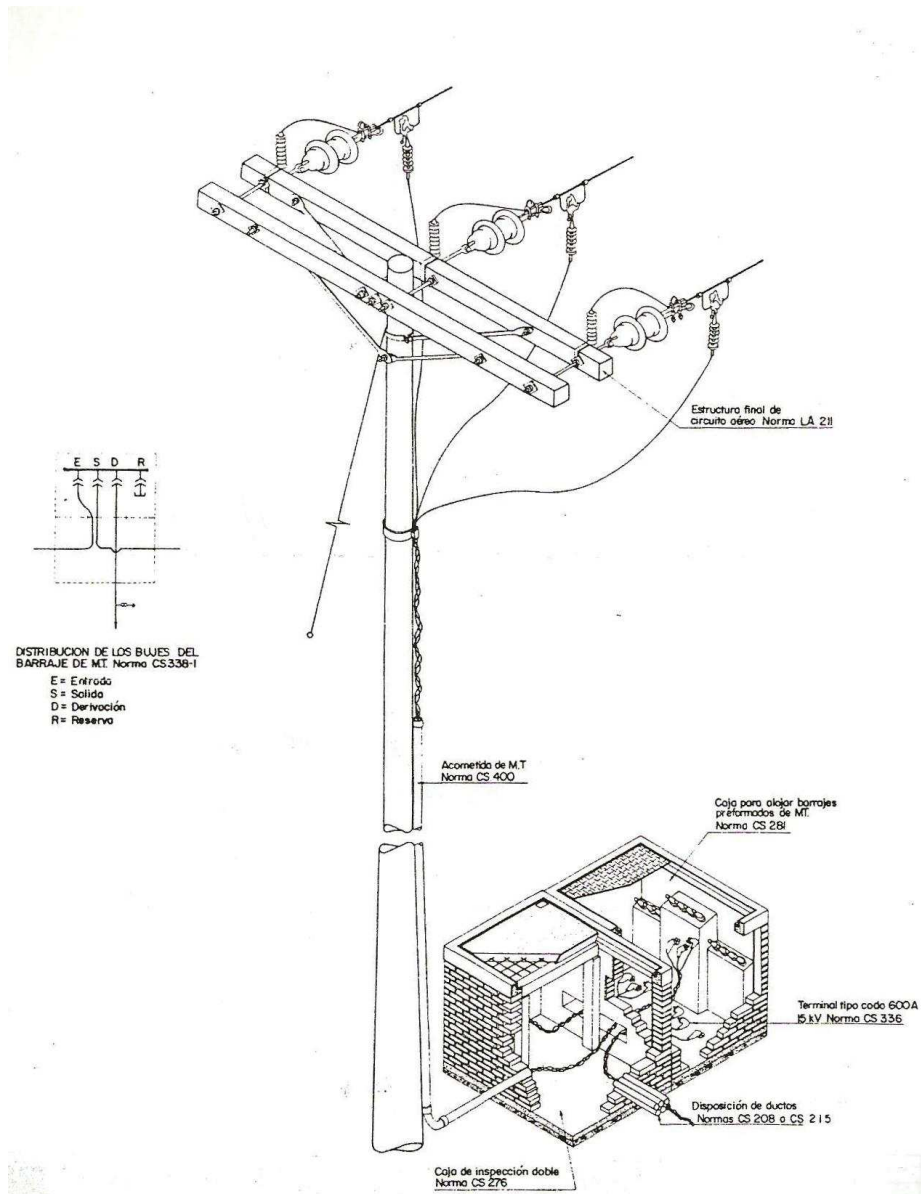 Estructura final de
circuito aéreo Norma LA 211
E S D R
DISTRIBUCION DE LOS BUJES DEL
BARRAJE DE MT. Norma CS338-1
E = Entrada
S = Salida
D = Derivación
R = Reserva
Acometida de M.T
Norma CS 400
Caja para alojar barrajes
préformados de MT.
Norma CS 281
Terminal tipo codo 600A
15 kV Norma CS 336
Disposición de ductos
Normas CS 208 a CS 215
Caja de inspección doble
Norma CS 276